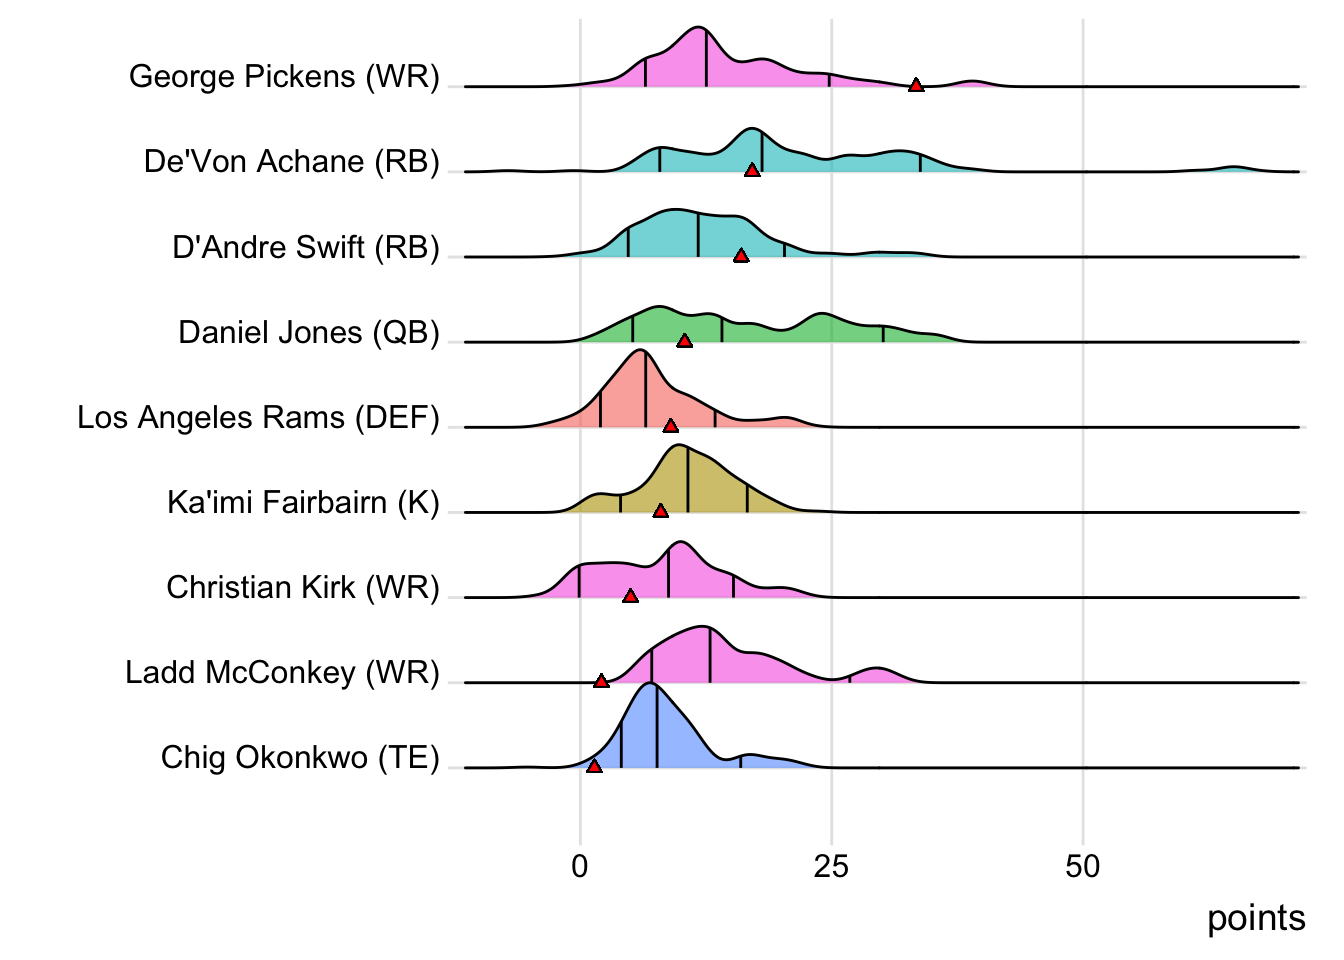 George Pickens (WR)
De'Von Achane (RB)
D'Andre Swift (RB)
Daniel Jones (QB)
Los Angeles Rams (DEF)
Ka'imi Fairbairn (K)
Christian Kirk (WR)
Ladd McConkey (WR)
Chig Okonkwo (TE)
0 25 50
points